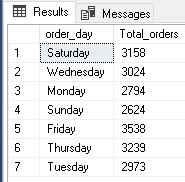 Results Messages
order_day Total_orders
1 Saturday 3158
2 Wednesday 3024
3 Monday 2794
4 Sunday 2624
5 Friday 3538
6 Thursday 3239
7 Tuesday 2973